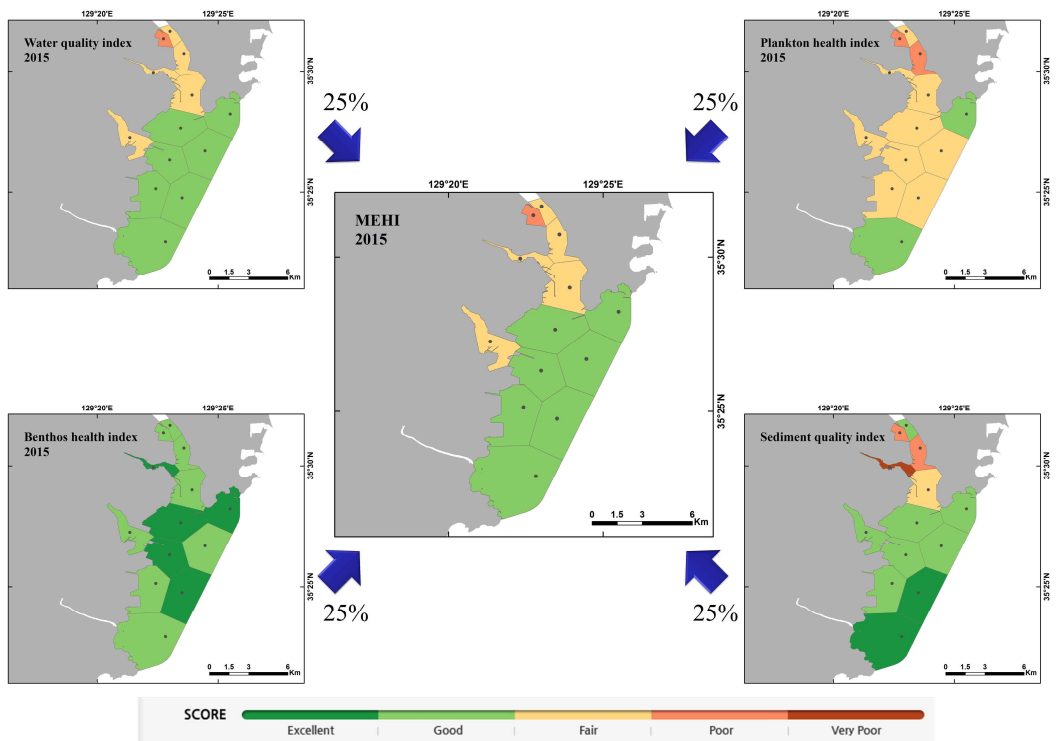 129°20'E 129°25'E
Water quality index
2015
35°30'N
35°25'N
0 1.5 3 6
Km
25%
129°20'E 129°25'E
Plankton health index
2015
35°30'N
35°25'N
0 1.5 3 6
Km
25%
129°20'E 129°25'E
MEHI
2015
35°30'N
35°25'N
0 1.5 3 6
Km
129°20'E 129°25'E
Benthos health index
2015
35°30'N
35°25'N
0 1.5 3 6
Km
25%
129°20'E 129°25'E
Sediment quality index
2015
35°30'N
35°25'N
0 1.5 3 6
Km
25%
SCORE
Excellent Good Fair Poor Very Poor